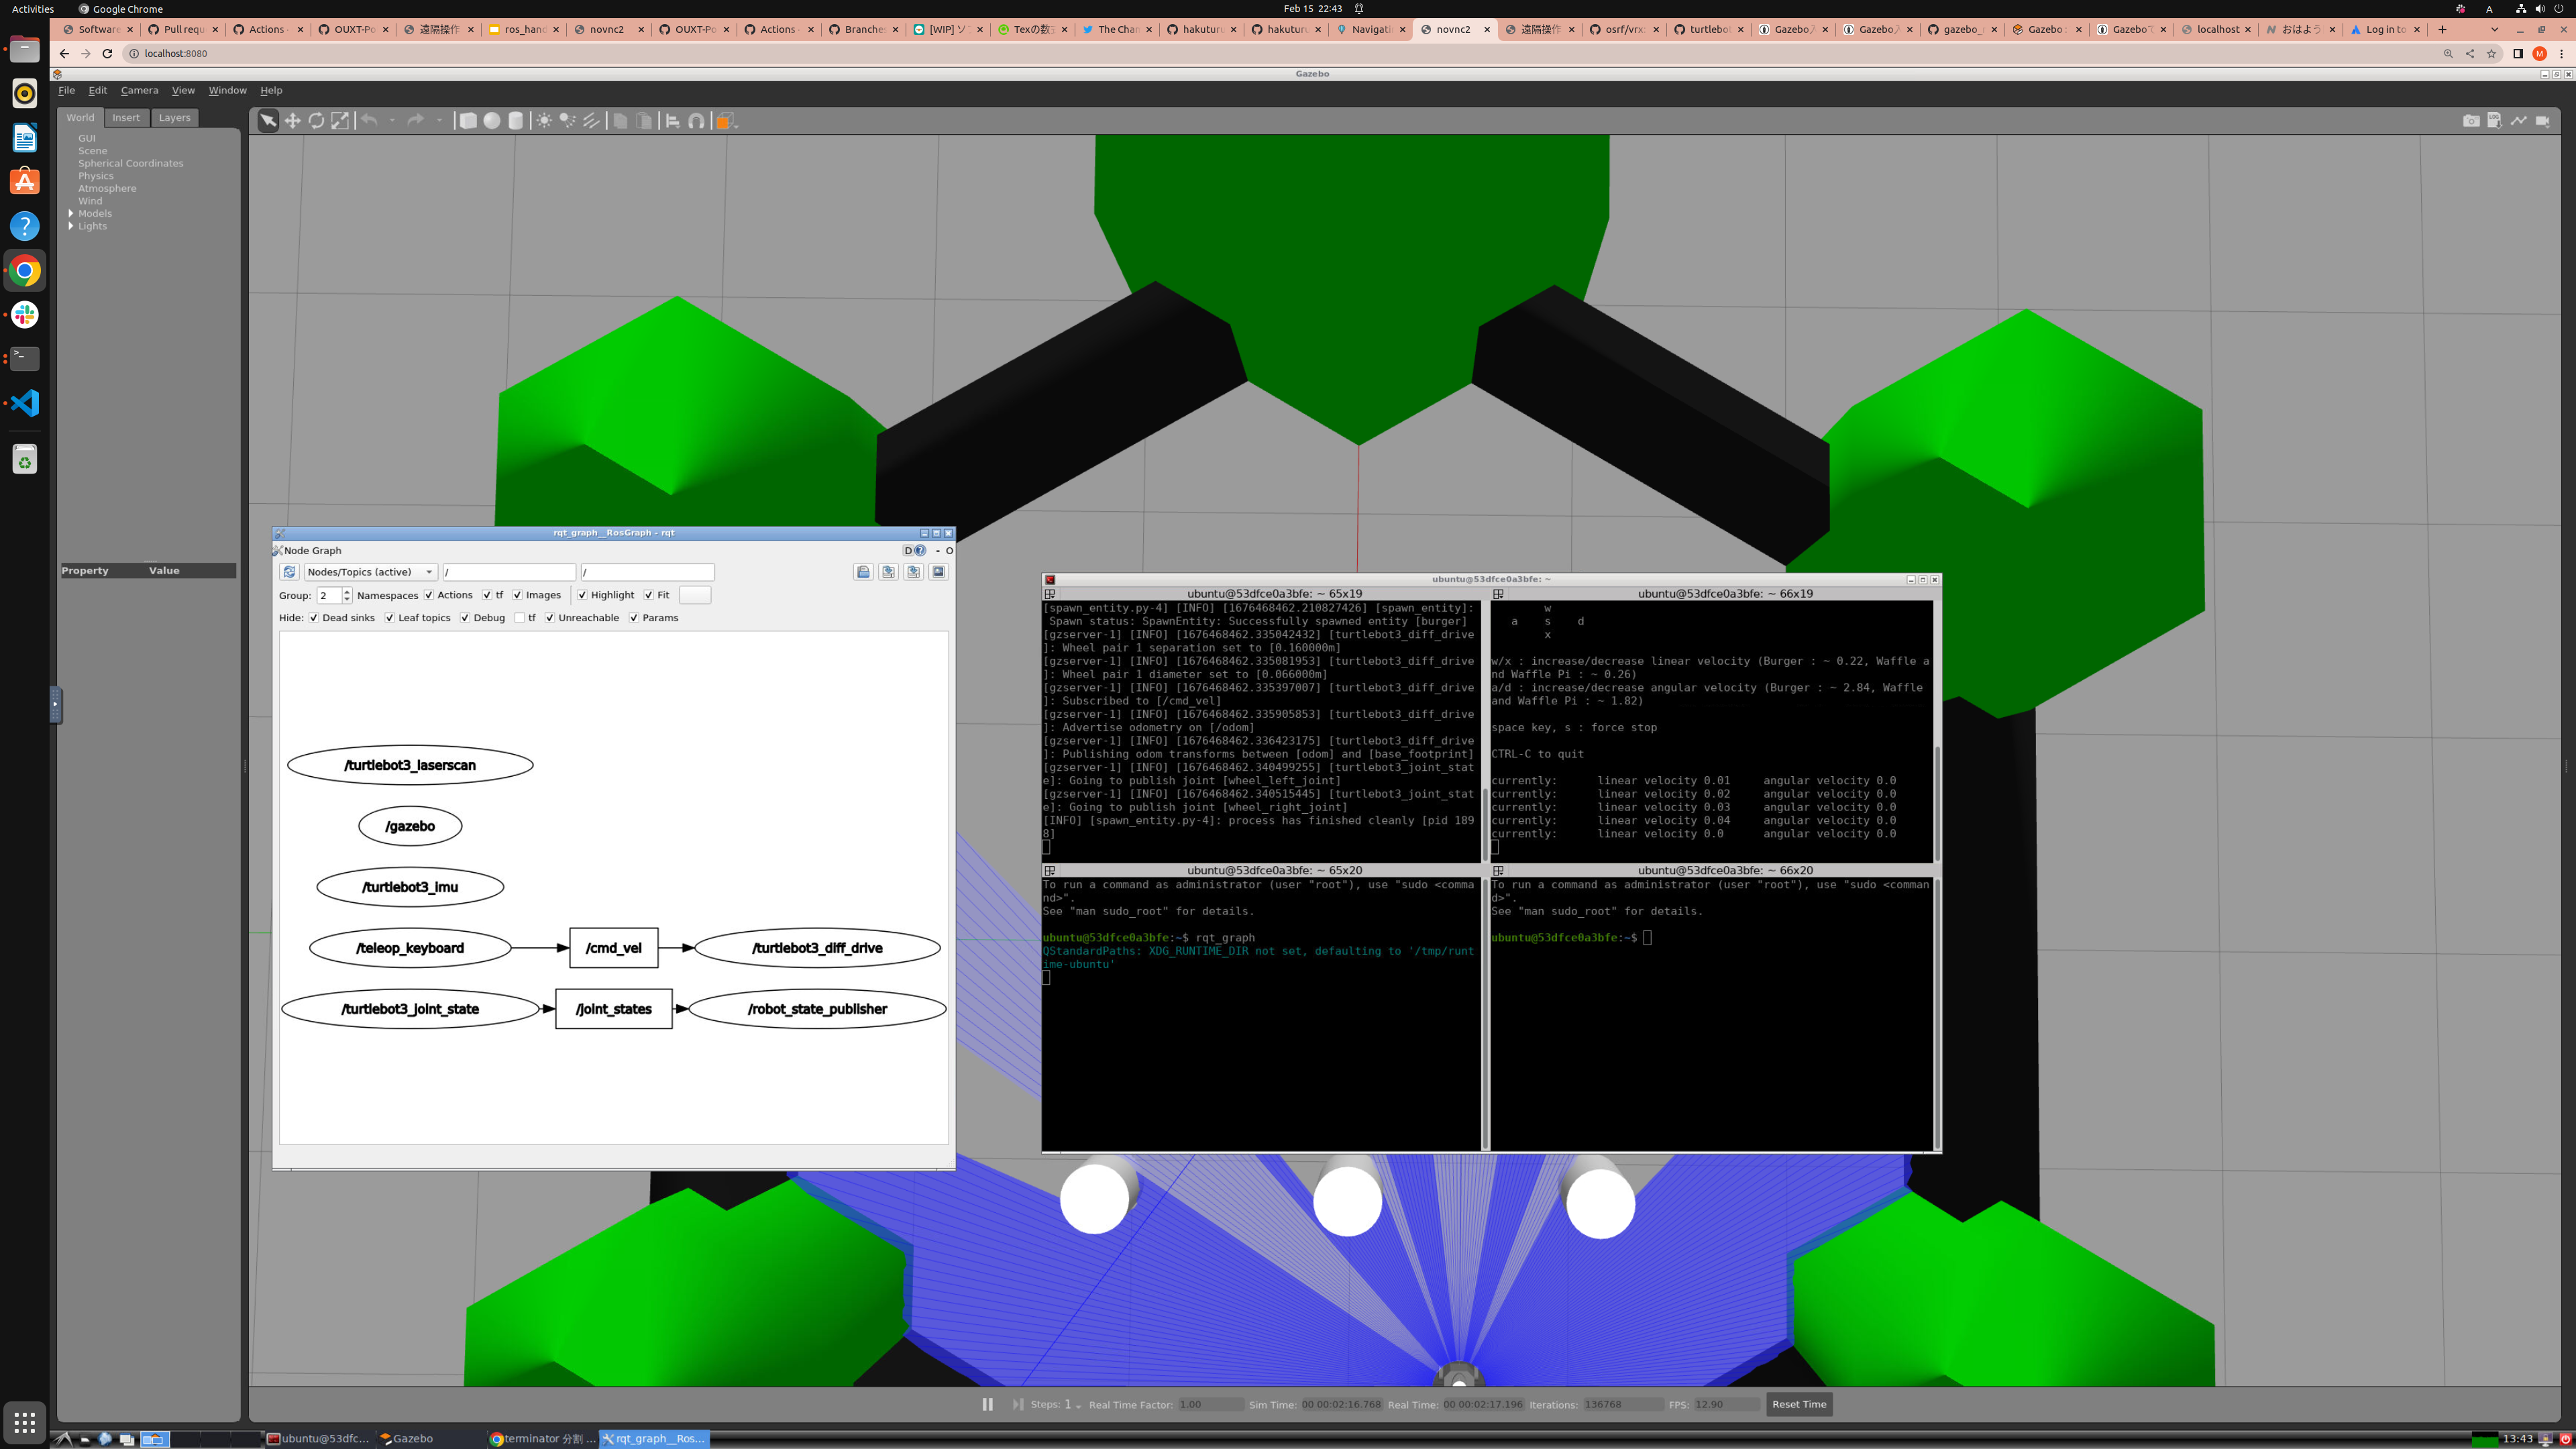 Activities
Google Chrome
Feb 15 22:43
A
Software
Pull requ
Actions
OUXT-Po
遠隔操作
ros_hand
novnc2
OUXT-Po
Actions
Branches
[WIP] ソ
Texの数
The Chan
hakuturu
hakuturu
Navigati
novnc2
遠隔操作
osrf/vrx
turtlebot
Gazebo
Gazebo
gazebo_
Gazebo
Gazebo
localhost
おはよう
Log in to
localhost:8080
M
Gazebo
File Edit Camera View Window Help
World Insert Layers
GUI
Scene
Spherical Coordinates
Physics
Atmosphere
Wind
Models
Lights
Property Value
rqt_graph__RosGraph - rqt
Node Graph
D - O
Nodes/Topics (active) / /
Group: 2 Namespaces Actions tf Images Highlight Fit
Hide: Dead sinks Leaf topics Debug tf Unreachable Params
/turtlebot3_laserscan
/gazebo
/turtlebot3_imu
/teleop_keyboard /cmd_vel /turtlebot3_diff_drive
/turtlebot3_joint_state /joint_states /robot_state_publisher
ubuntu@53dfce0a3bfe: ~
ubuntu@53dfce0a3bfe: ~ 65x19
[spawn_entity.py-4] [INFO] [1676468462.210827426] [spawn_entity]:
Spawn status: SpawnEntity: Successfully spawned entity [burger]
[gzserver-1] [INFO] [1676468462.335042432] [turtlebot3_diff_drive
]: Wheel pair 1 separation set to [0.160000m]
[gzserver-1] [INFO] [1676468462.335081953] [turtlebot3_diff_drive
]: Wheel pair 1 diameter set to [0.066000m]
[gzserver-1] [INFO] [1676468462.335397007] [turtlebot3_diff_drive
]: Subscribed to [/cmd_vel]
[gzserver-1] [INFO] [1676468462.335905853] [turtlebot3_diff_drive
]: Advertise odometry on [/odom]
[gzserver-1] [INFO] [1676468462.336423175] [turtlebot3_diff_drive
]: Publishing odom transforms between [odom] and [base_footprint]
[gzserver-1] [INFO] [1676468462.340499255] [turtlebot3_joint_stat
e]: Going to publish joint [wheel_left_joint]
[gzserver-1] [INFO] [1676468462.340515445] [turtlebot3_joint_stat
e]: Going to publish joint [wheel_right_joint]
[INFO] [spawn_entity.py-4]: process has finished cleanly [pid 189
8]
ubuntu@53dfce0a3bfe: ~ 66x19
w
a s d
x
w/x : increase/decrease linear velocity (Burger : ~ 0.22, Waffle a
nd Waffle Pi : ~ 0.26)
a/d : increase/decrease angular velocity (Burger : ~ 2.84, Waffle
and Waffle Pi : ~ 1.82)
space key, s : force stop
CTRL-C to quit
currently: linear velocity 0.01 angular velocity 0.0
currently: linear velocity 0.02 angular velocity 0.0
currently: linear velocity 0.03 angular velocity 0.0
currently: linear velocity 0.04 angular velocity 0.0
currently: linear velocity 0.0 angular velocity 0.0
ubuntu@53dfce0a3bfe: ~ 65x20
To run a command as administrator (user "root"), use "sudo <comma
nd>".
See "man sudo_root" for details.
ubuntu@53dfce0a3bfe:~$ rqt_graph
QStandardPaths: XDG_RUNTIME_DIR not set, defaulting to '/tmp/runt
ime-ubuntu'
ubuntu@53dfce0a3bfe: ~ 66x20
To run a command as administrator (user "root"), use "sudo <comman
d>".
See "man sudo_root" for details.
ubuntu@53dfce0a3bfe:~$
Steps: 1 Real Time Factor: 1.00 Sim Time: 00 00:02:16.768 Real Time: 00 00:02:17.196 Iterations: 136768 FPS: 12.90 Reset Time
ubuntu@53dfc...
Gazebo
terminator 分割 ...
rqt_graph__Ros...
13:43